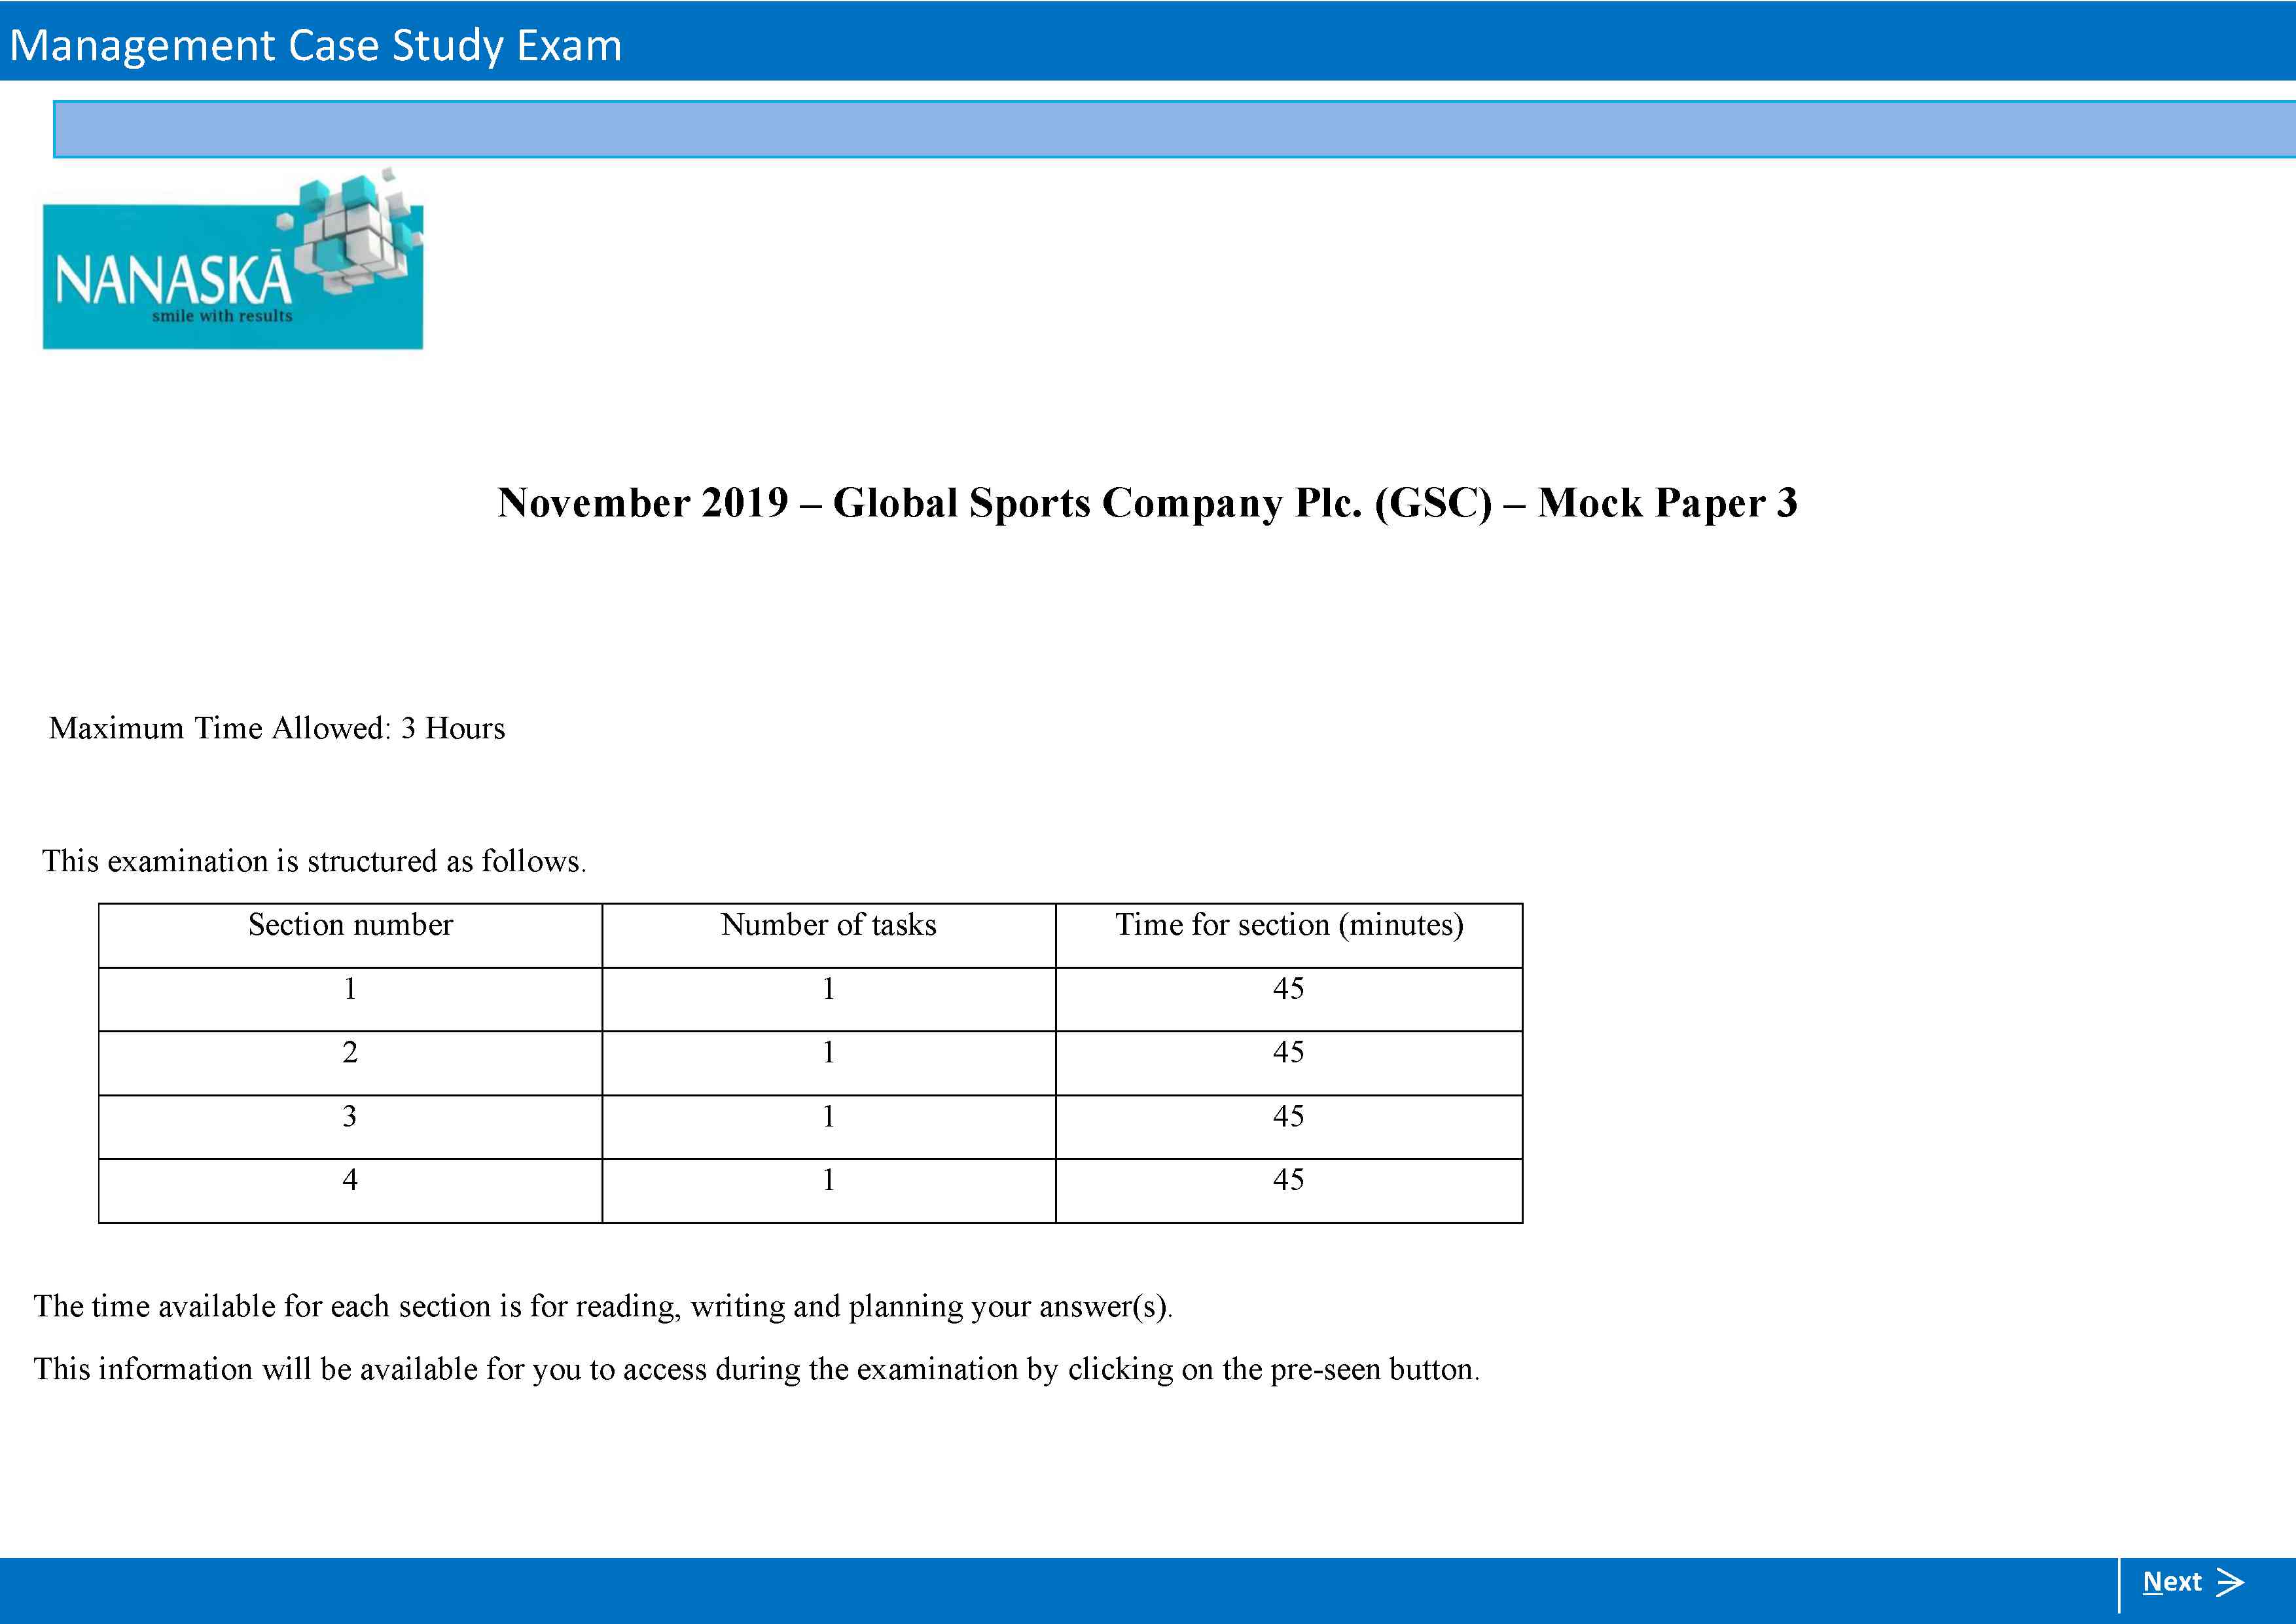 Management Case Study Exam
NANASKĀ
smile with results
November 2019 – Global Sports Company Plc. (GSC) – Mock Paper 3
Maximum Time Allowed: 3 Hours
This examination is structured as follows.
Section number Number of tasks Time for section (minutes)
1 1 45
2 1 45
3 1 45
4 1 45
The time available for each section is for reading, writing and planning your answer(s).
This information will be available for you to access during the examination by clicking on the pre-seen button.
Next